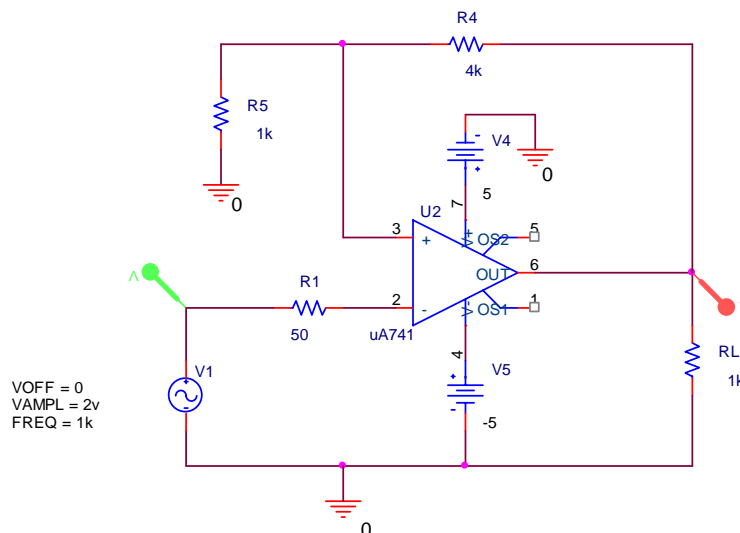 R4
4k
R5
1k
0
V4
0
5
7
U2
3
+
V+
OS2
5
OUT
6
R1
50
2
-
V-
OS1
1
uA741
4
V5
-5
V1
VOFF = 0
VAMPL = 2v
FREQ = 1k
RL
1k
0